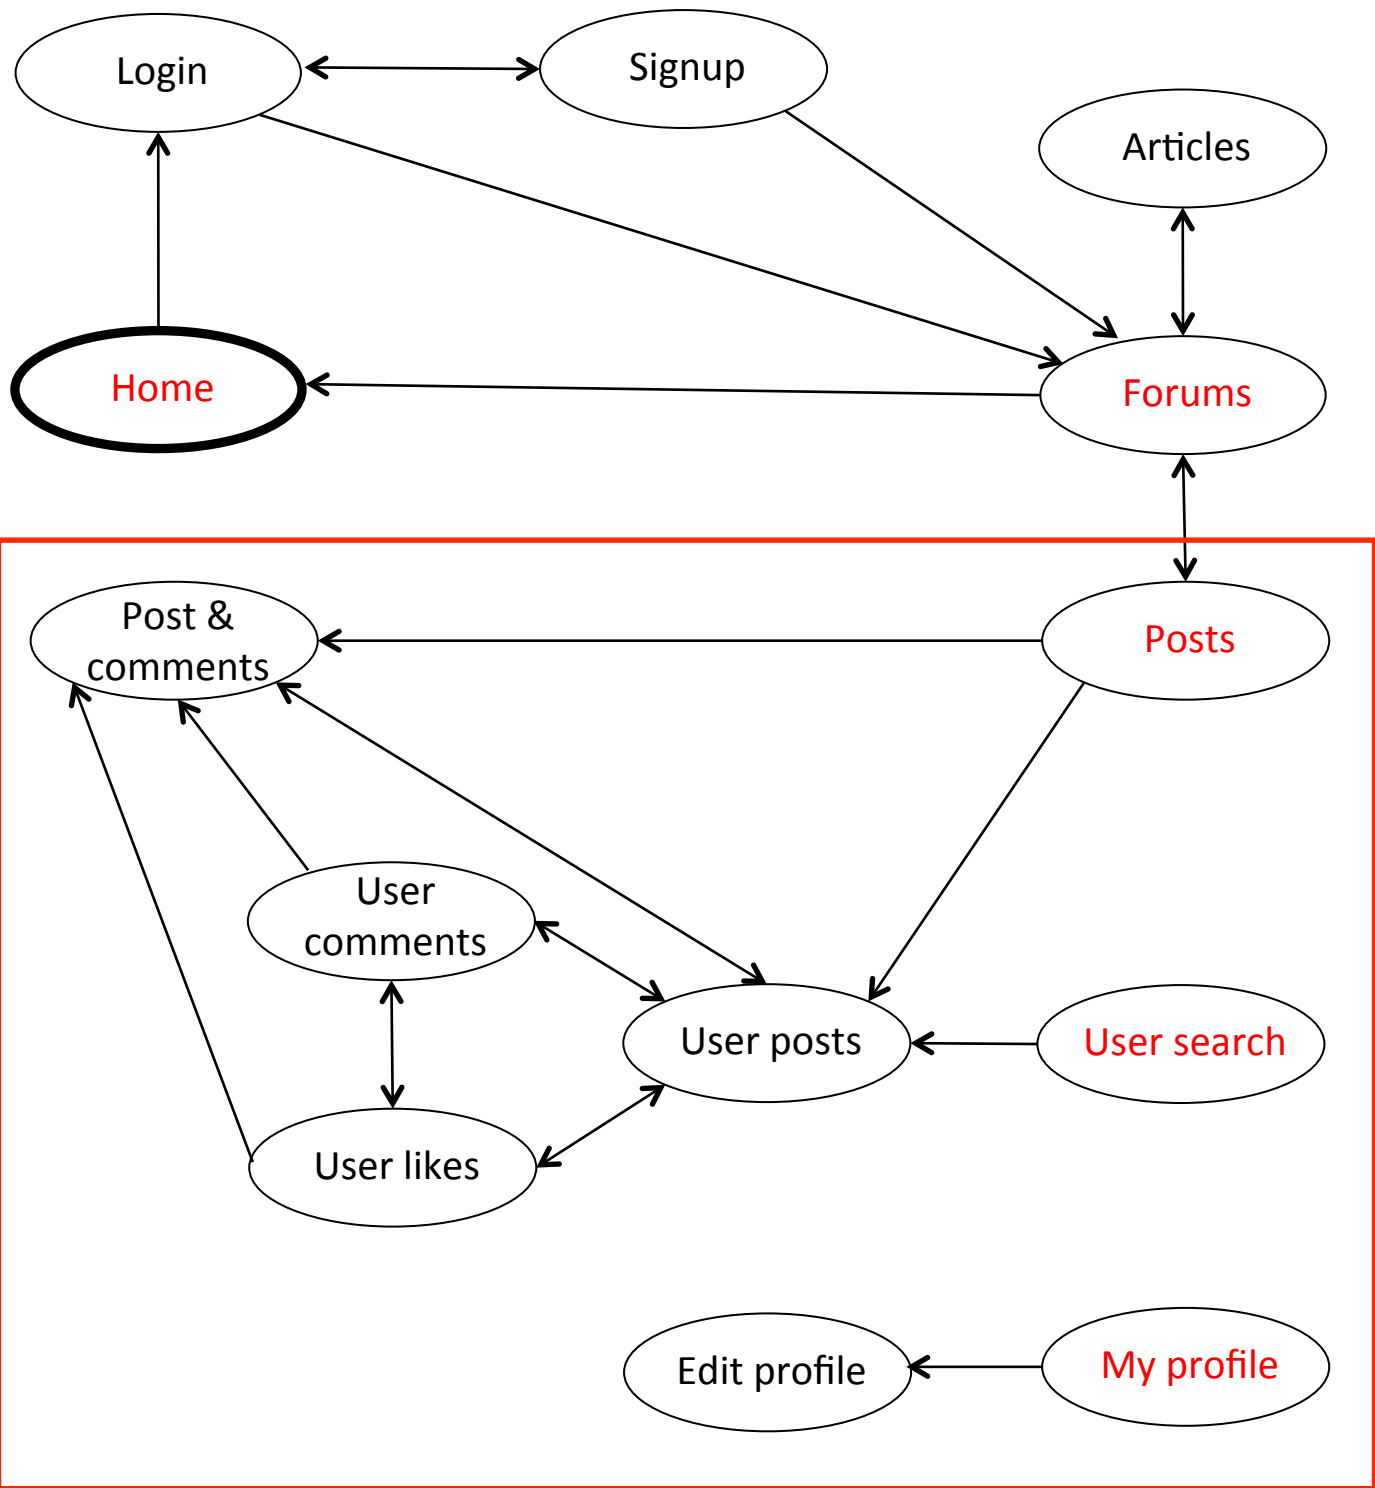 Login
Signup
Articles
Home
Forums
Post &
comments
Posts
User
comments
User posts
User search
User likes
Edit profile
My profile